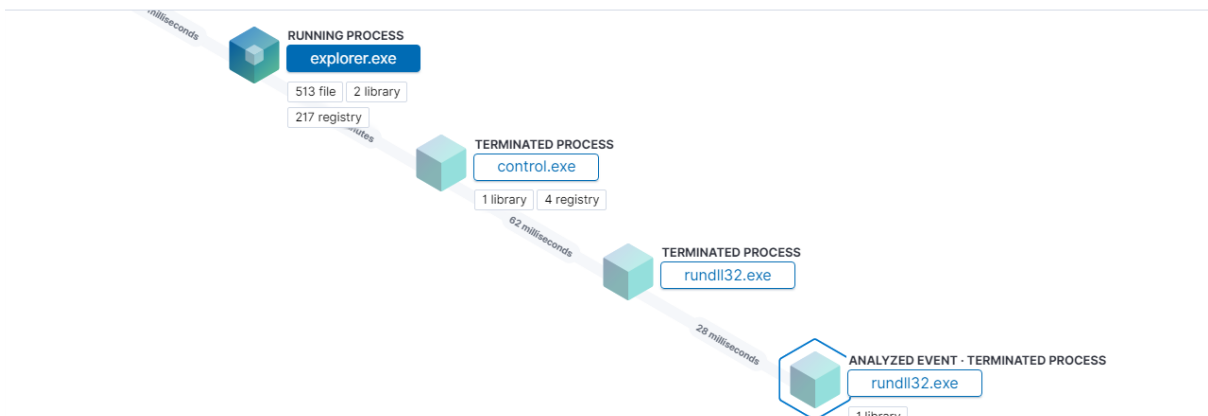 milliseconds
RUNNING PROCESS
explorer.exe
513 file 2 library
217 registry
TERMINATED PROCESS
control.exe
1 library 4 registry
62 milliseconds
TERMINATED PROCESS
rundll32.exe
28 milliseconds
ANALYZED EVENT · TERMINATED PROCESS
rundll32.exe
1 library